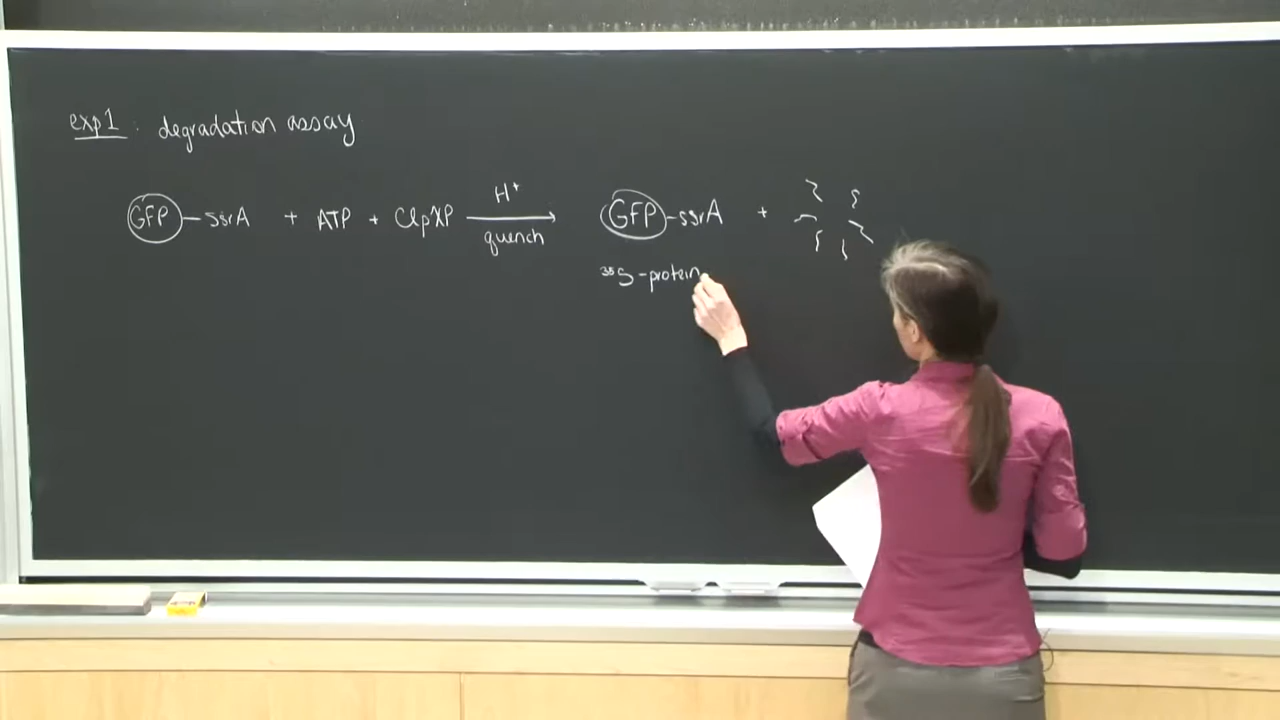 exp1: degradation assay
H⁺
GFP-ssrA + ATP + ClpXP → GFP-ssrA +
quench
³⁵S-protein